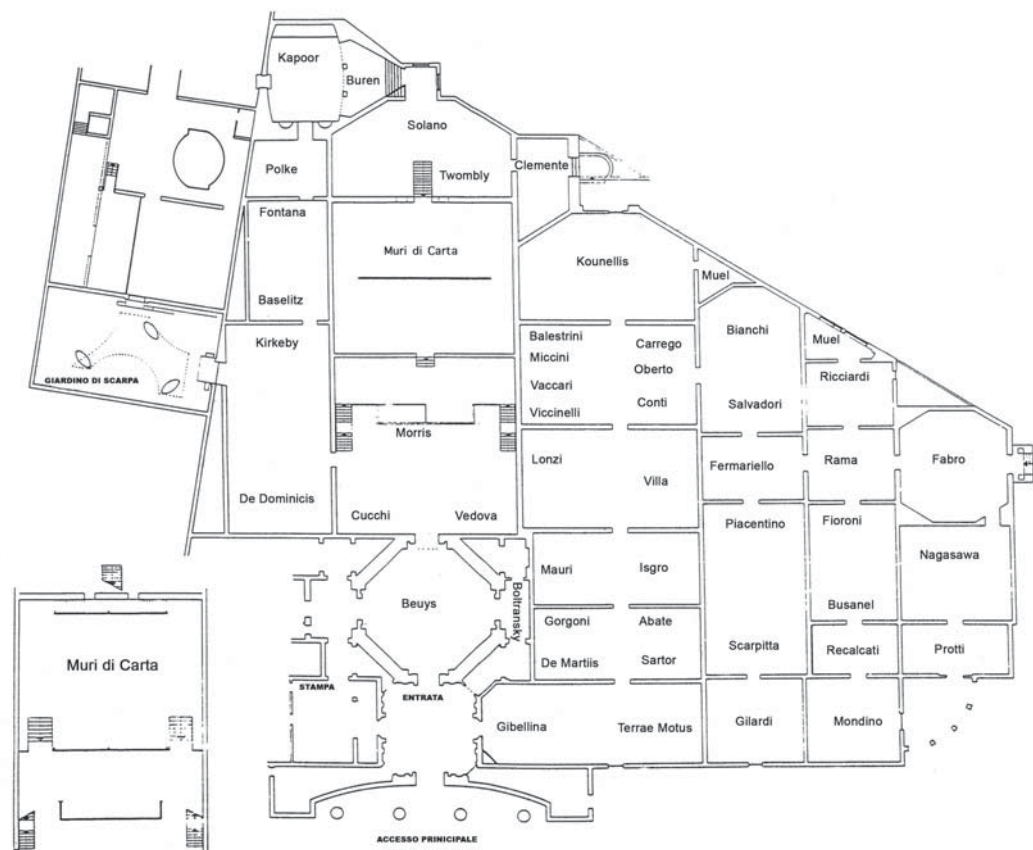 Kapoor
Buren
Solano
Polke
Twombly
Clemente
Fontana
Muri di Carta
Kounellis
Muel
Baselitz
Kirkeby
GIARDINO DI SCARPA
Balestrini
Carrego
Miccini
Oberto
Vaccari
Conti
Viccinelli
Bianchi
Muel
Ricciardi
Salvadori
Morris
Lonzi
Villa
Fermariello
Rama
Fabro
De Dominicis
Cucchi
Vedova
Piacentino
Fioroni
Nagasawa
Mauri
Isgro
Beuys
Boltransky
Busanel
Gorgoni
Abate
De Martiis
Sartor
Scarpitta
Recalcati
Protti
Muri di Carta
STAMPA
ENTRATA
Gibellina
Terrae Motus
Gilardi
Mondino
ACCESSO PRINICIPALE